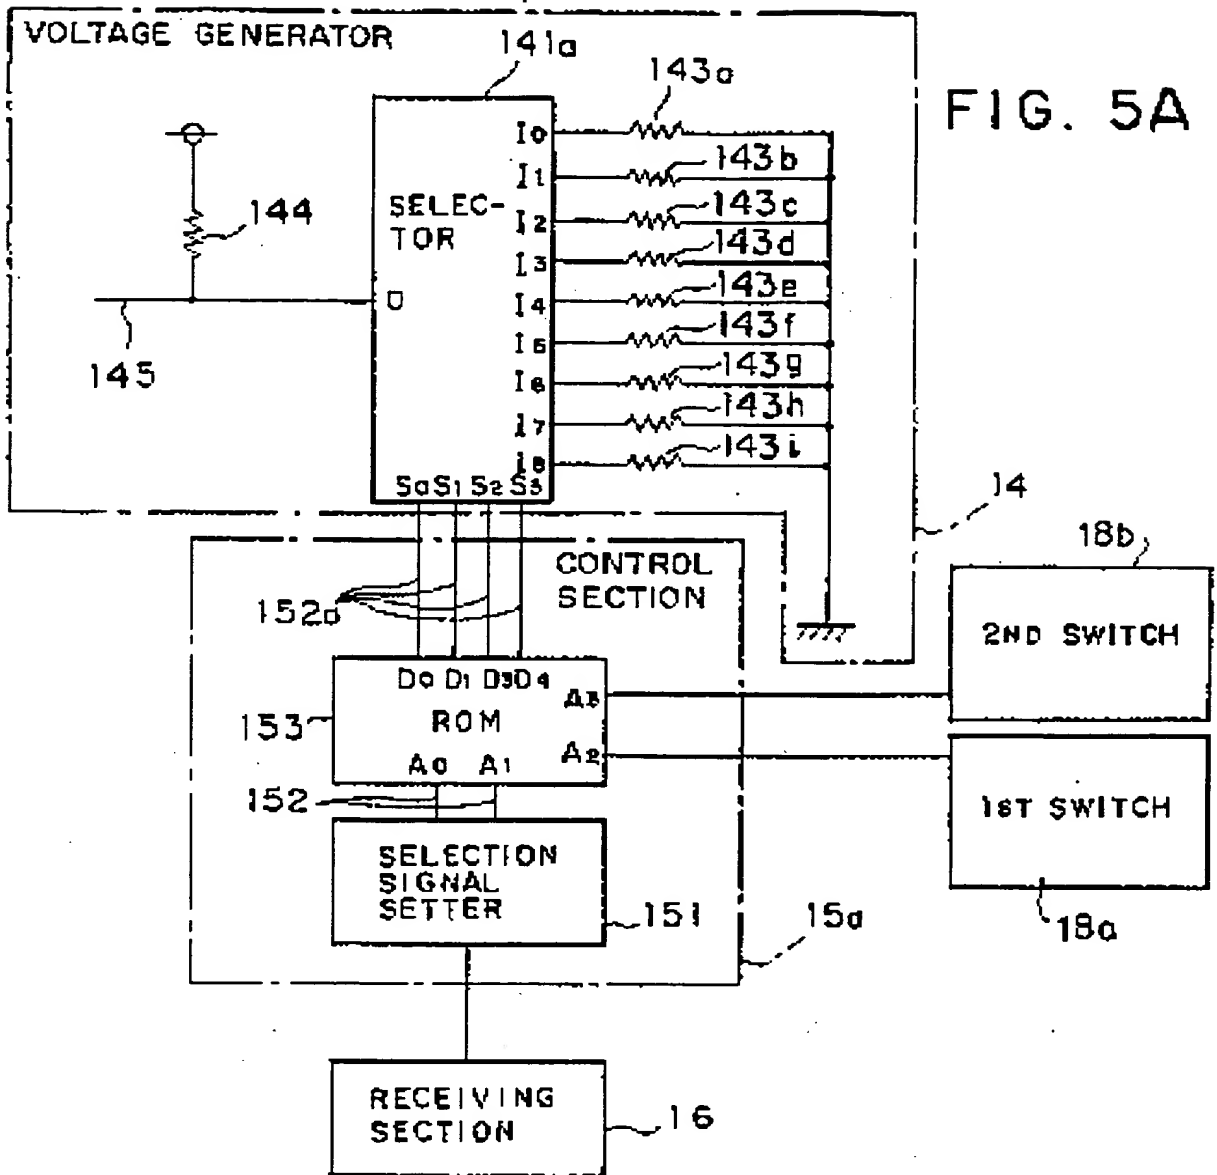 VOLTAGE GENERATOR
141a
143a
FIG. 5A
I0
I1
143b
144
SELEC-
TOR
I2
143c
I3
143d
O
I4
143e
145
I5
143f
I6
143g
I7
143h
I8
143i
S0 S1 S2 S3
14
CONTROL
SECTION
18b
152a
2ND SWITCH
D0 D1 D3 D4
A3
153
ROM
A2
A0 A1
152
1ST SWITCH
SELECTION
SIGNAL
SETTER
151
15a
18a
RECEIVING
SECTION
16